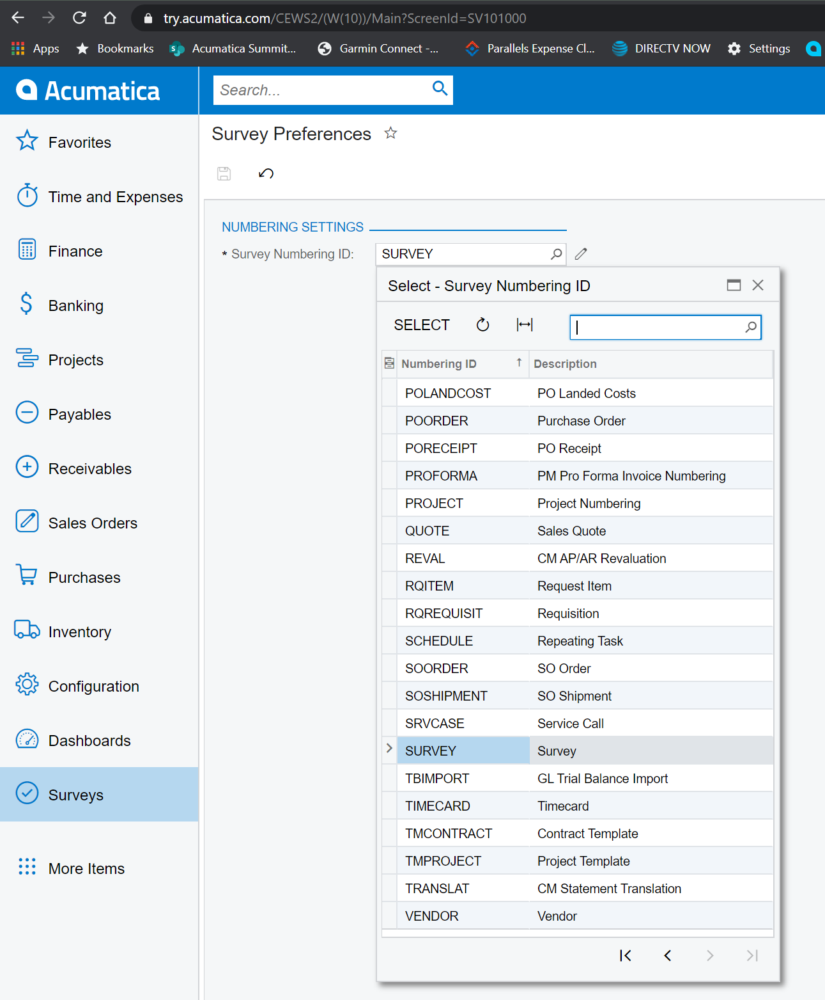 try.acumatica.com/CEWS2/(W(10))/Main?ScreenId=SV101000
Apps Bookmarks Acumatica Summit... Garmin Connect -... Parallels Expense Cl... DIRECTV NOW Settings
Acumatica Search...
Favorites
Time and Expenses
Finance
Banking
Projects
Payables
Receivables
Sales Orders
Purchases
Inventory
Configuration
Dashboards
Surveys
More Items
Survey Preferences
NUMBERING SETTINGS
* Survey Numbering ID: SURVEY
Select - Survey Numbering ID
SELECT
Numbering ID Description
POLANDCOST PO Landed Costs
POORDER Purchase Order
PORECEIPT PO Receipt
PROFORMA PM Pro Forma Invoice Numbering
PROJECT Project Numbering
QUOTE Sales Quote
REVAL CM AP/AR Revaluation
RQITEM Request Item
RQREQUISIT Requisition
SCHEDULE Repeating Task
SOORDER SO Order
SOSHIPMENT SO Shipment
SRVCASE Service Call
SURVEY Survey
TBIMPORT GL Trial Balance Import
TIMECARD Timecard
TMCONTRACT Contract Template
TMPROJECT Project Template
TRANSLAT CM Statement Translation
VENDOR Vendor